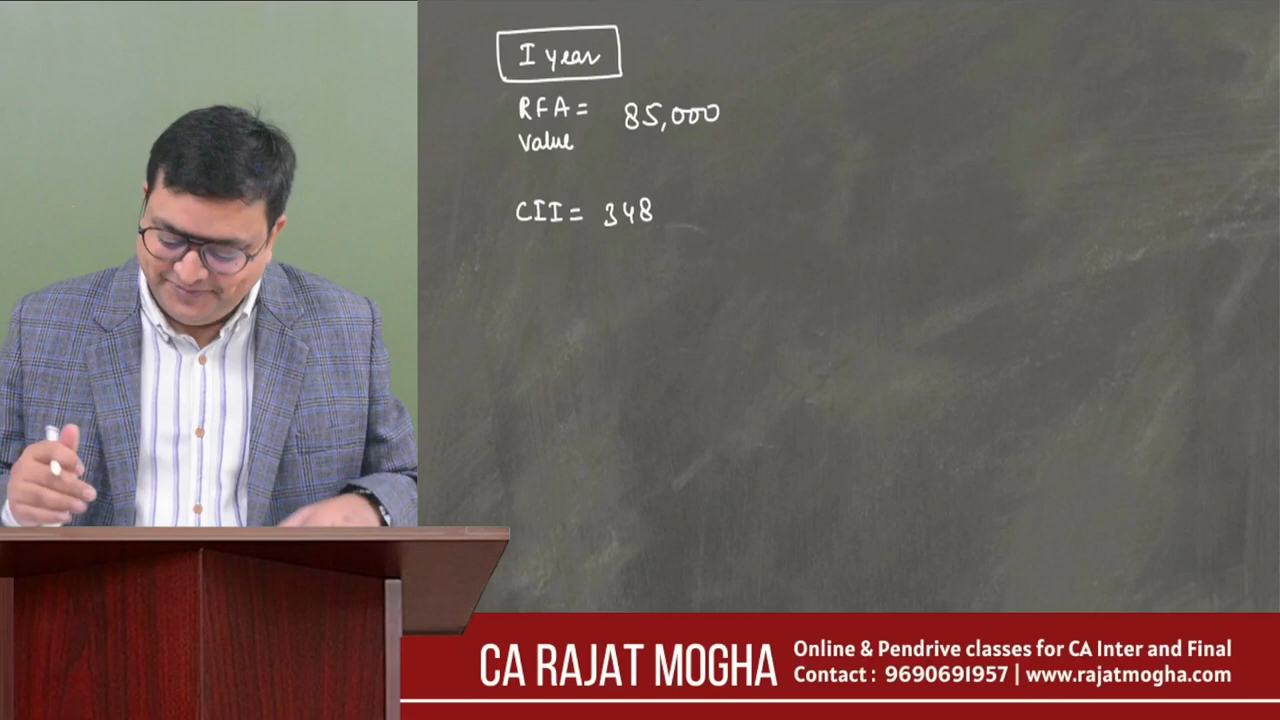 I year
RFA = 85,000
value
CII = 348
CA RAJAT MOGHA
Online & Pendrive classes for CA Inter and Final
Contact : 9690691957 | www.rajatmogha.com